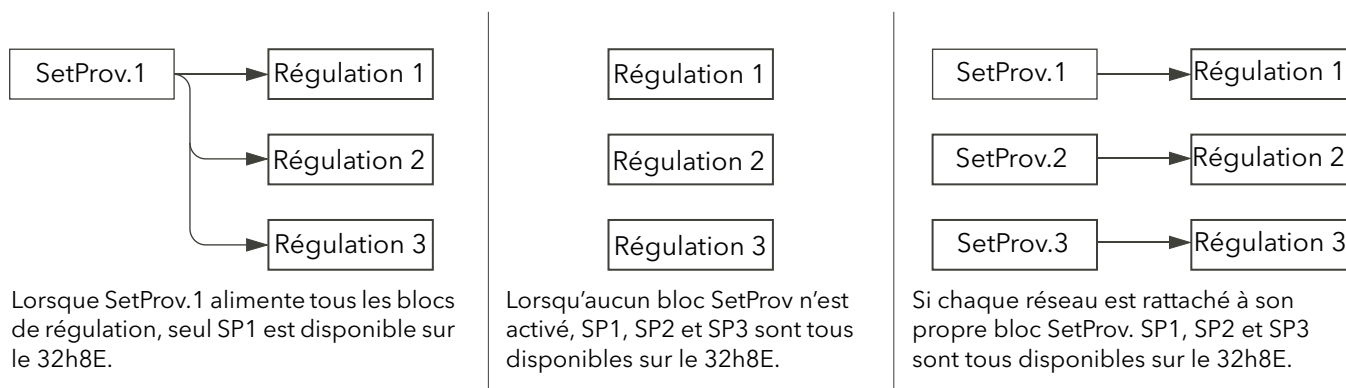 SetProv.1
Régulation 1
Régulation 2
Régulation 3
Lorsque SetProv.1 alimente tous les blocs
de régulation, seul SP1 est disponible sur
le 32h8E.
Régulation 1
Régulation 2
Régulation 3
Lorsqu’aucun bloc SetProv n’est
activé, SP1, SP2 et SP3 sont tous
disponibles sur le 32h8E.
SetProv.1
Régulation 1
SetProv.2
Régulation 2
SetProv.3
Régulation 3
Si chaque réseau est rattaché à son
propre bloc SetProv. SP1, SP2 et SP3
sont tous disponibles sur le 32h8E.